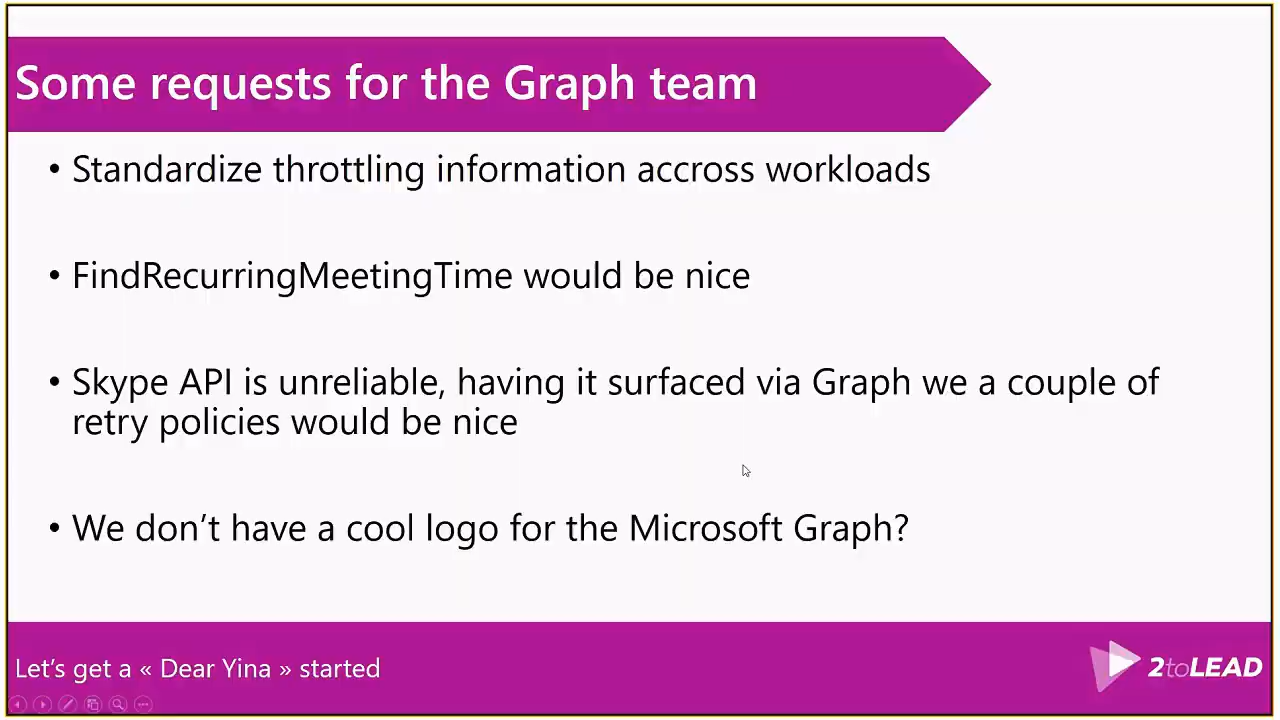 Some requests for the Graph team
• Standardize throttling information accross workloads
• FindRecurringMeetingTime would be nice
• Skype API is unreliable, having it surfaced via Graph we a couple of
retry policies would be nice
• We don’t have a cool logo for the Microsoft Graph?
Let’s get a « Dear Yina » started
2toLEAD